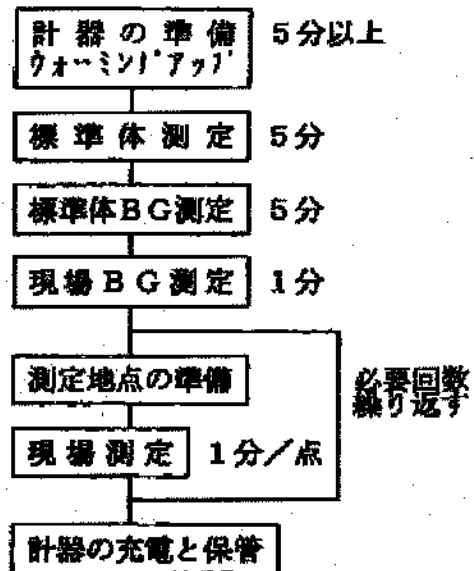 計器の準備 5分以上
ウォーミングアップ
標準体測定 5分
標準体BG測定 5分
現場BG測定 1分
測定地点の準備
必要回数
繰り返す
現場測定 1分/点
計器の充電と保管